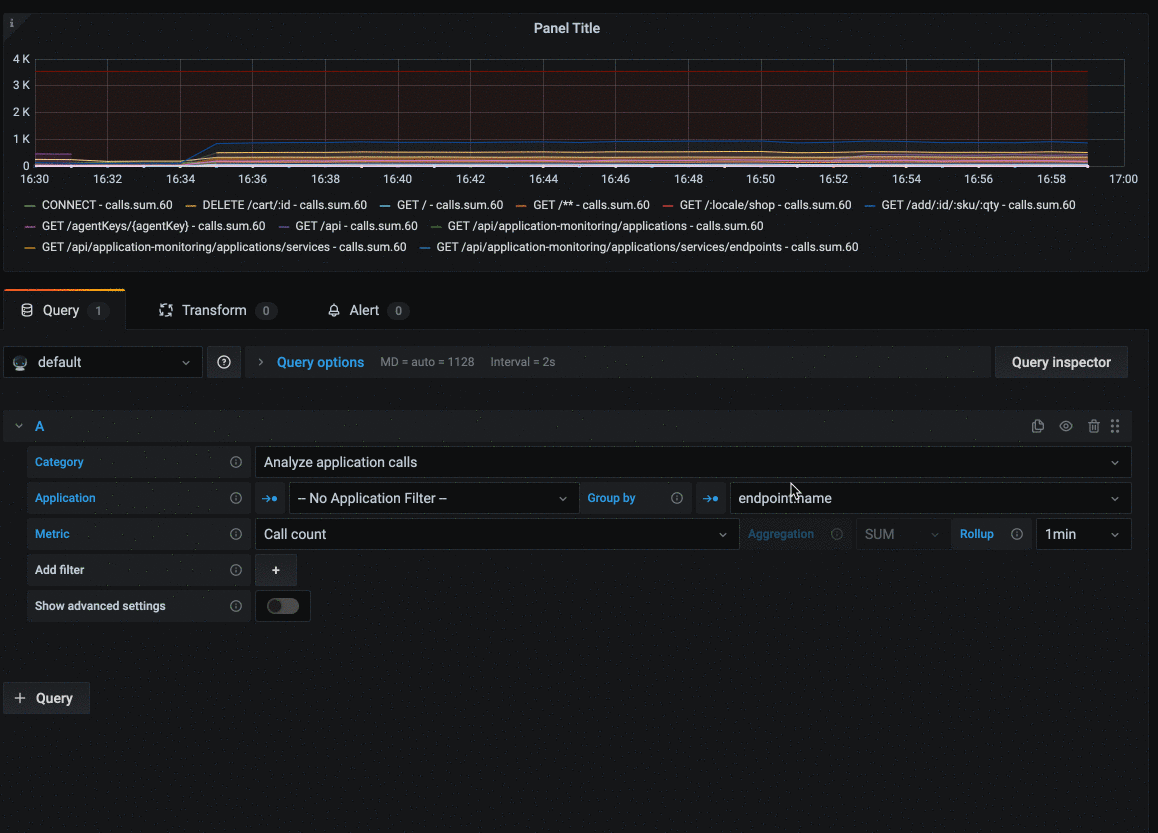 i
Panel Title
4 K
3 K
2 K
1 K
0
16:30 16:32 16:34 16:36 16:38 16:40 16:42 16:44 16:46 16:48 16:50 16:52 16:54 16:56 16:58 17:00
CONNECT - calls.sum.60 DELETE /cart/:id - calls.sum.60 GET / - calls.sum.60 GET /** - calls.sum.60 GET /:locale/shop - calls.sum.60 GET /add/:id/:sku/:qty - calls.sum.60
GET /agentKeys/{agentKey} - calls.sum.60 GET /api - calls.sum.60 GET /api/application-monitoring/applications - calls.sum.60
GET /api/application-monitoring/applications/services - calls.sum.60 GET /api/application-monitoring/applications/services/endpoints - calls.sum.60
Query 1 Transform 0 Alert 0
default Query options MD = auto = 1128 Interval = 2s Query inspector
A
Category Analyze application calls
Application -- No Application Filter -- Group by endpoint.name
Metric Call count Aggregation SUM Rollup 1min
Add filter +
Show advanced settings
+ Query